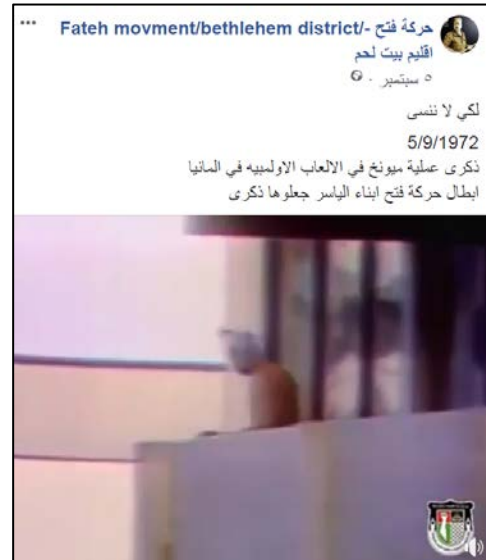 حركة فتح -/Fateh movment/bethlehem district
اقليم بيت لحم
٥ سبتمبر ·
لكي لا ننسى
5/9/1972
ذكرى عملية ميونخ في الالعاب الاولمبيه في المانيا
ابطال حركة فتح ابناء الياسر جعلوها ذكرى